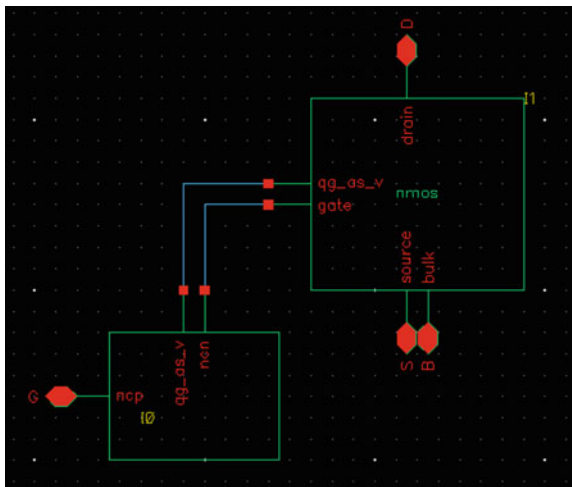 D
I1
drain
qg_as_v
nmos
gate
source
bulk
S
B
qg_as_v
ncn
G
ncp
I0